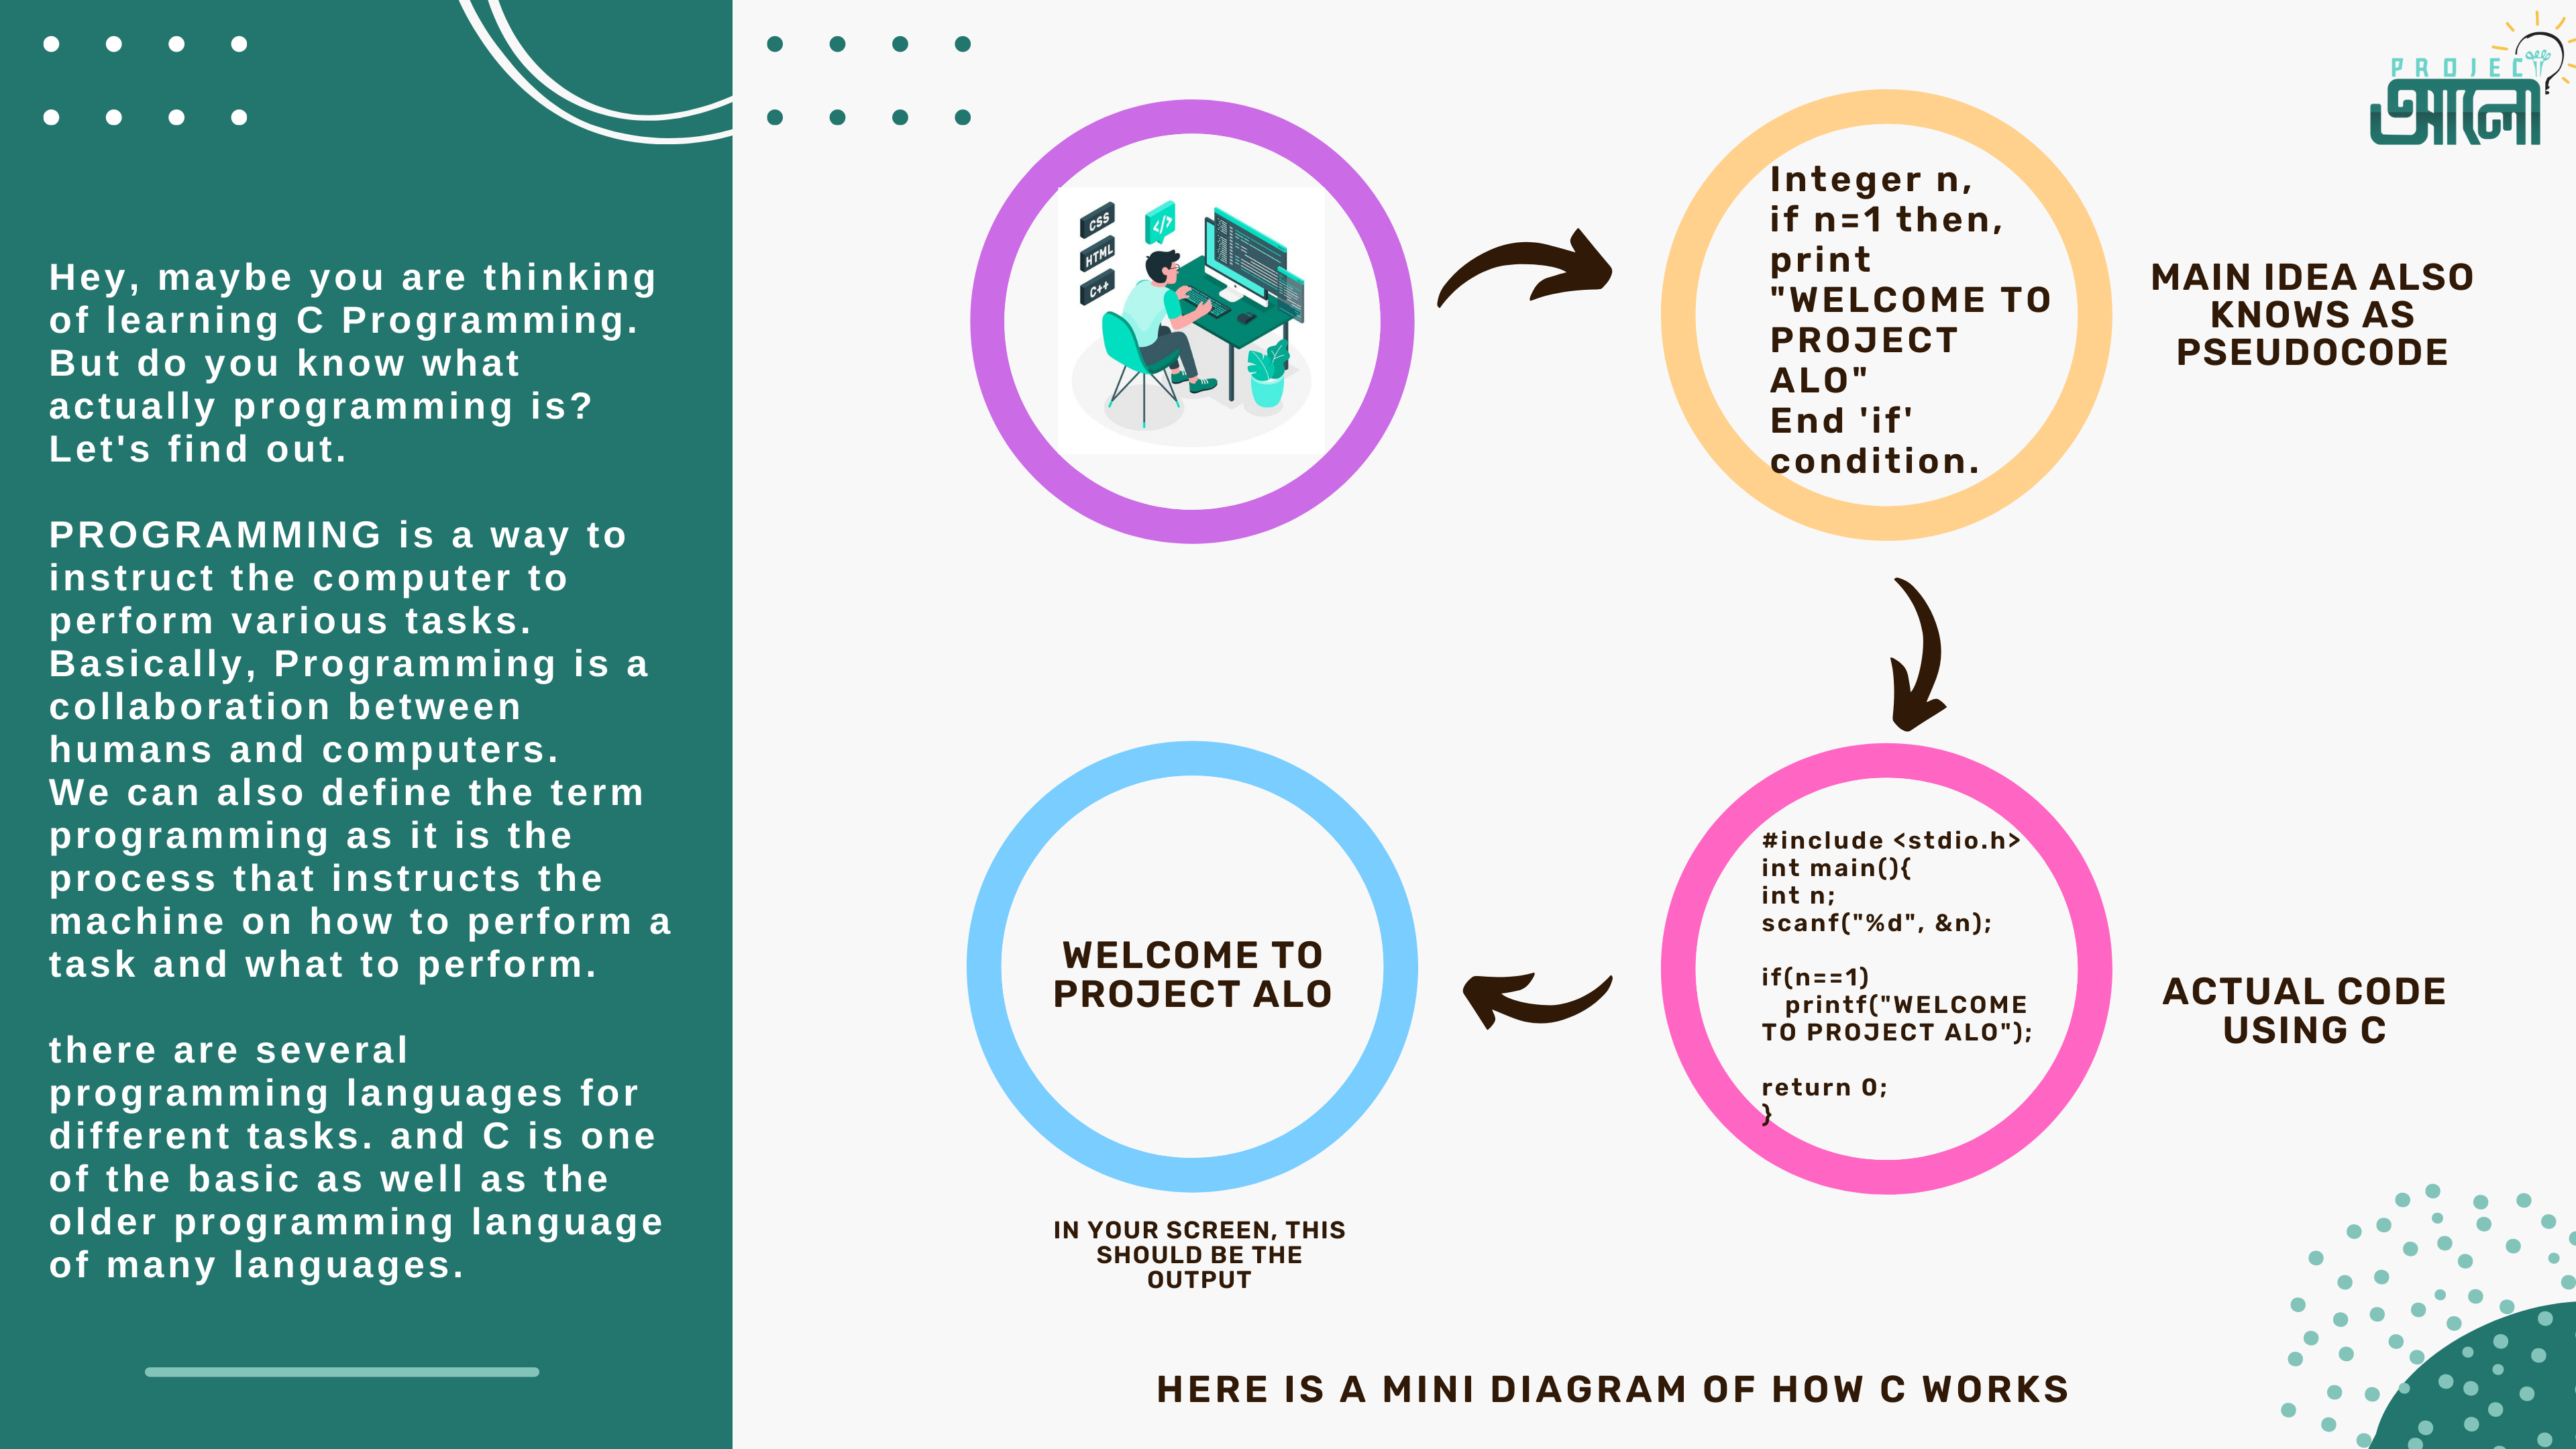 Hey, maybe you are thinking
of learning C Programming.
But do you know what
actually programming is?
Let's find out.
PROGRAMMING is a way to
instruct the computer to
perform various tasks.
Basically, Programming is a
collaboration between
humans and computers.
We can also define the term
programming as it is the
process that instructs the
machine on how to perform a
task and what to perform.
there are several
programming languages for
different tasks. and C is one
of the basic as well as the
older programming language
of many languages.
PROJECT
আলো
CSS
</>
HTML
C++
Integer n,
if n=1 then,
print
"WELCOME TO
PROJECT
ALO"
End 'if'
condition.
MAIN IDEA ALSO
KNOWS AS
PSEUDOCODE
#include <stdio.h>
int main(){
int n;
scanf("%d", &n);
if(n==1)
printf("WELCOME
TO PROJECT ALO");
return 0;
}
ACTUAL CODE
USING C
WELCOME TO
PROJECT ALO
IN YOUR SCREEN, THIS
SHOULD BE THE
OUTPUT
HERE IS A MINI DIAGRAM OF HOW C WORKS